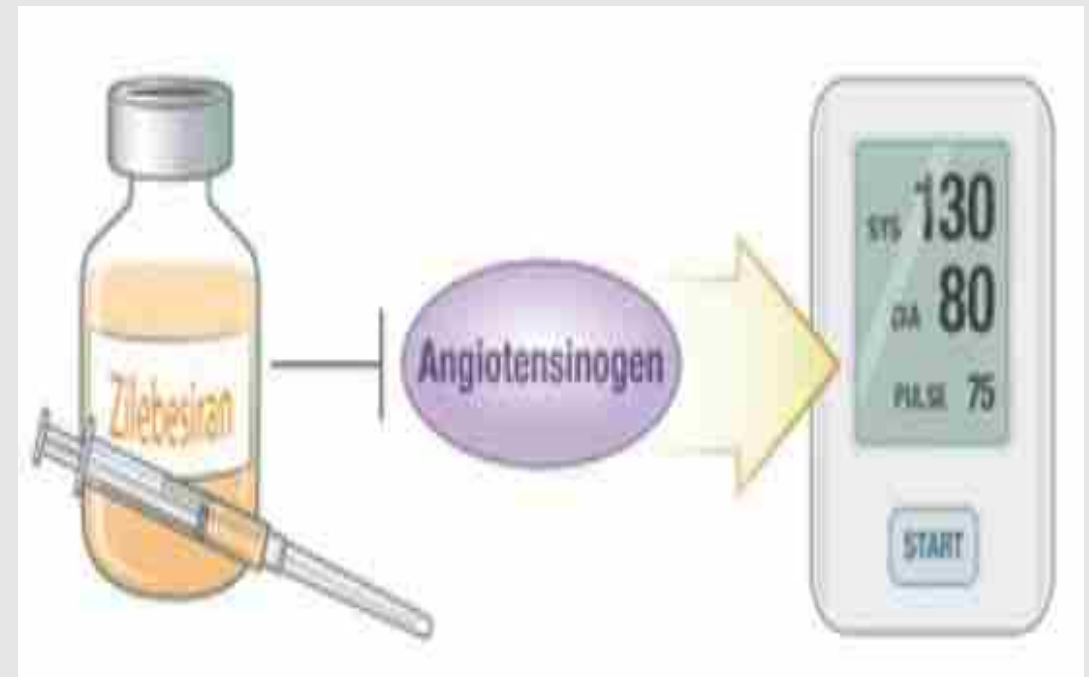 Zilebesiran
Angiotensinogen
SYS 130
DIA 80
PULSE 75
START